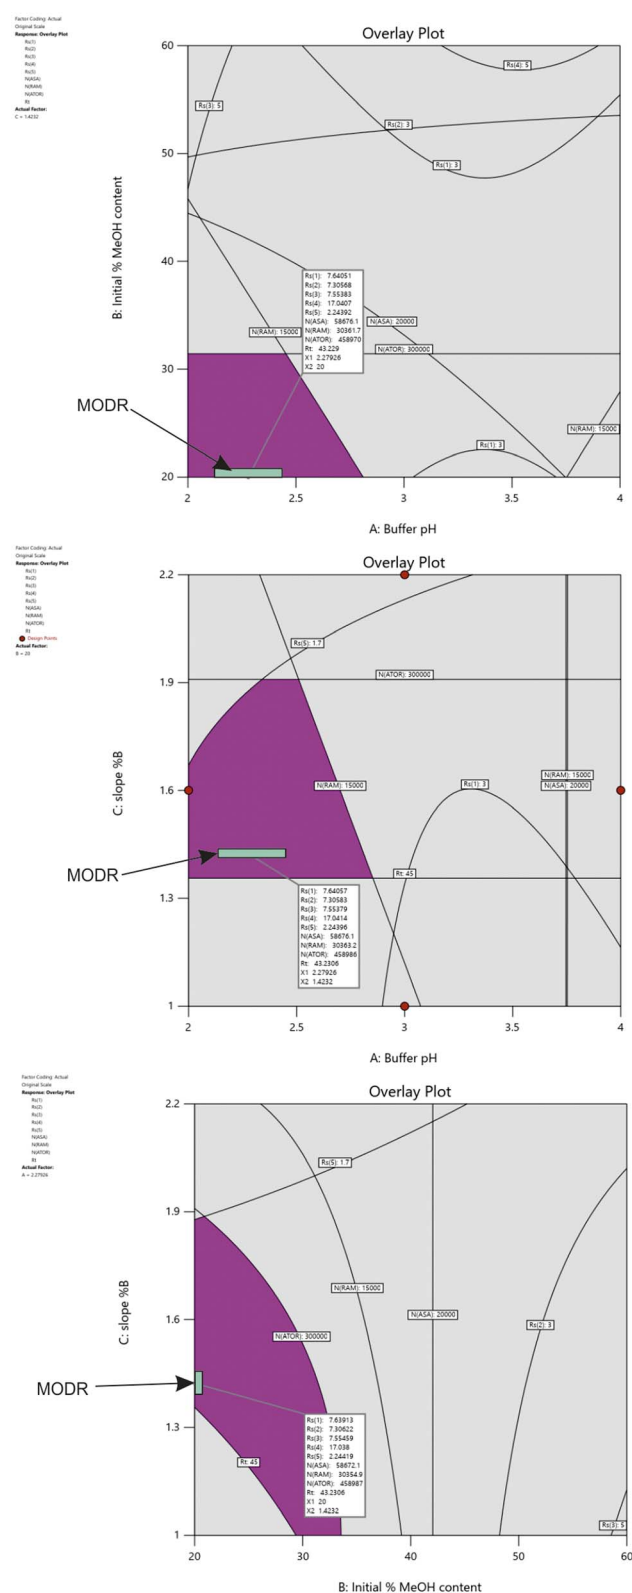 Factor Coding: Actual
Original Scale
Response: Overlay Plot
Rs(1)
Rs(2)
Rs(3)
Rs(4)
Rs(5)
N(ASA)
N(RAM)
N(ATOR)
Rt
Actual Factor:
C = 1.4232
Overlay Plot
60
50
40
30
20
B: Initial % MeOH content
Rs(4): 5
Rs(3): 5
Rs(2): 3
Rs(1): 3
Rs(1): 7.64051
Rs(2): 7.30568
Rs(3): 7.55383
Rs(4): 17.0407
Rs(5): 2.24392
N(ASA): 58676.1
N(RAM): 30361.7
N(ATOR): 458970
Rt: 43.229
X1 2.27926
X2 20
N(RAM): 15000
N(ASA): 20000
N(ATOR): 300000
N(RAM): 15000
Rs(1): 3
MODR
2
2.5
3
3.5
4
A: Buffer pH
Factor Coding: Actual
Original Scale
Response: Overlay Plot
Rs(1)
Rs(2)
Rs(3)
Rs(4)
Rs(5)
N(ASA)
N(RAM)
N(ATOR)
Rt
Design Points
Actual Factor:
B = 20
Overlay Plot
2.2
1.9
1.6
1.3
1
C: slope %B
Rs(5): 1.7
N(ATOR): 300000
N(RAM): 15000
Rs(1): 3
N(RAM): 15000
N(ASA): 20000
Rt: 45
MODR
Rs(1): 7.64057
Rs(2): 7.30583
Rs(3): 7.55379
Rs(4): 17.0414
Rs(5): 2.24396
N(ASA): 58676.1
N(RAM): 30363.2
N(ATOR): 458986
Rt: 43.2306
X1 2.27926
X2 1.4232
2
2.5
3
3.5
4
A: Buffer pH
Factor Coding: Actual
Original Scale
Response: Overlay Plot
Rs(1)
Rs(2)
Rs(3)
Rs(4)
Rs(5)
N(ASA)
N(RAM)
N(ATOR)
Rt
Actual Factor:
A = 2.27926
Overlay Plot
2.2
1.9
1.6
1.3
1
C: slope %B
Rs(5): 1.7
N(RAM): 15000
N(ASA): 20000
Rs(2): 3
N(ATOR): 300000
Rt: 45
Rs(3): 5
MODR
Rs(1): 7.63913
Rs(2): 7.30622
Rs(3): 7.55459
Rs(4): 17.038
Rs(5): 2.24419
N(ASA): 58672.1
N(RAM): 30354.9
N(ATOR): 458987
Rt: 43.2306
X1 20
X2 1.4232
20
30
40
50
60
B: Initial % MeOH content